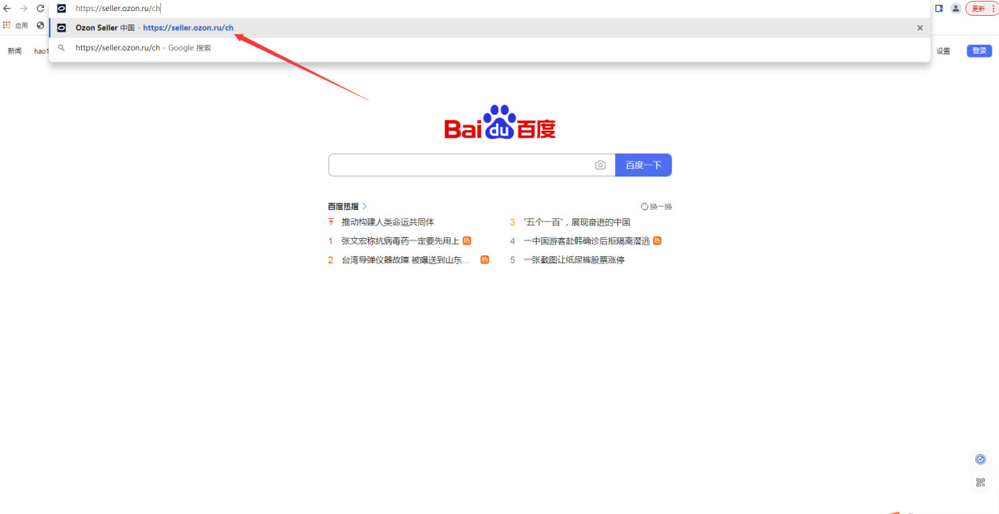 https://seller.ozon.ru/ch
更新
应用
Ozon Seller 中国 - https://seller.ozon.ru/ch
https://seller.ozon.ru/ch - Google 搜索
新闻
hao1
设置
登录
Bai du 百度
百度一下
百度热搜
换一换
推动构建人类命运共同体
1 张文宏称抗病毒药一定要先用上 热
2 台湾导弹仪器故障 被曝送到山东... 热
3 "五个一百"，展现奋进的中国
4 一中国游客赴韩确诊后拒隔离潜逃 热
5 一张截图让纸尿裤股票涨停